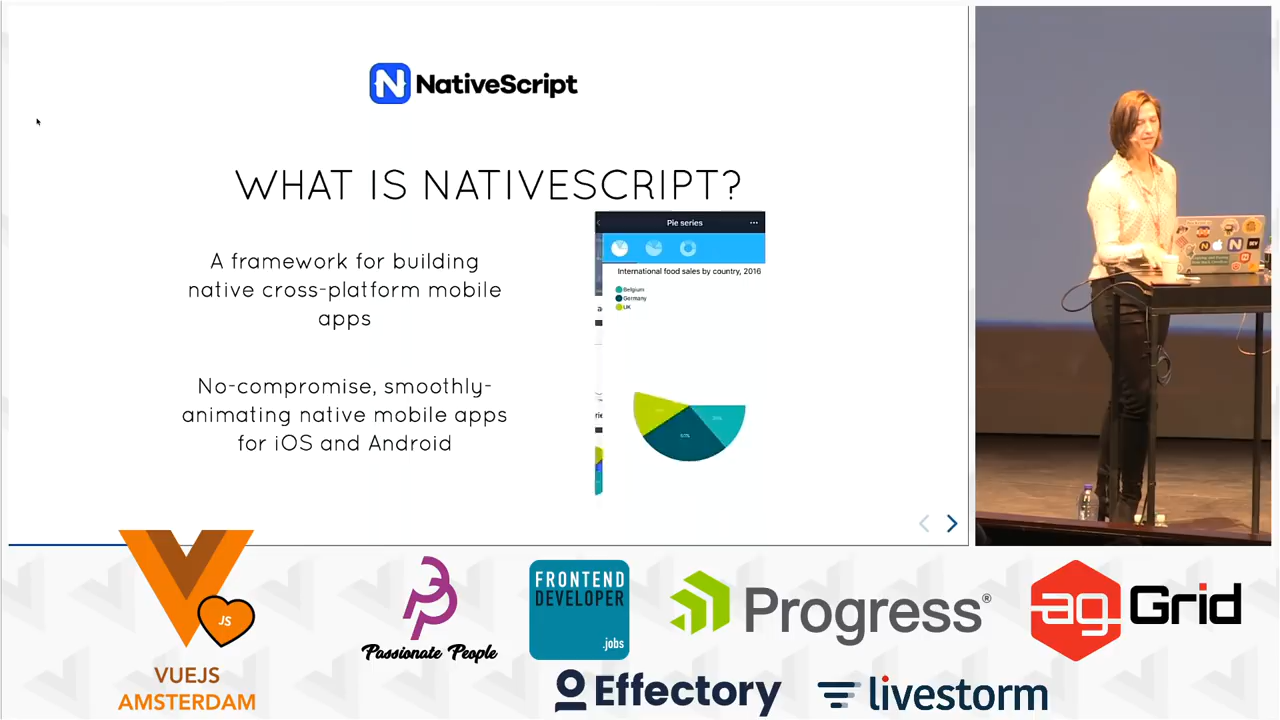 NativeScript
WHAT IS NATIVESCRIPT?
A framework for building
native cross-platform mobile
apps
No-compromise, smoothly-
animating native mobile apps
for iOS and Android
Pie series
International food sales by country, 2016
Belgium
Germany
UK
JS
VUEJS
AMSTERDAM
Passionate People
FRONTEND
DEVELOPER
.jobs
Progress®
ag Grid
Effectory
livestorm